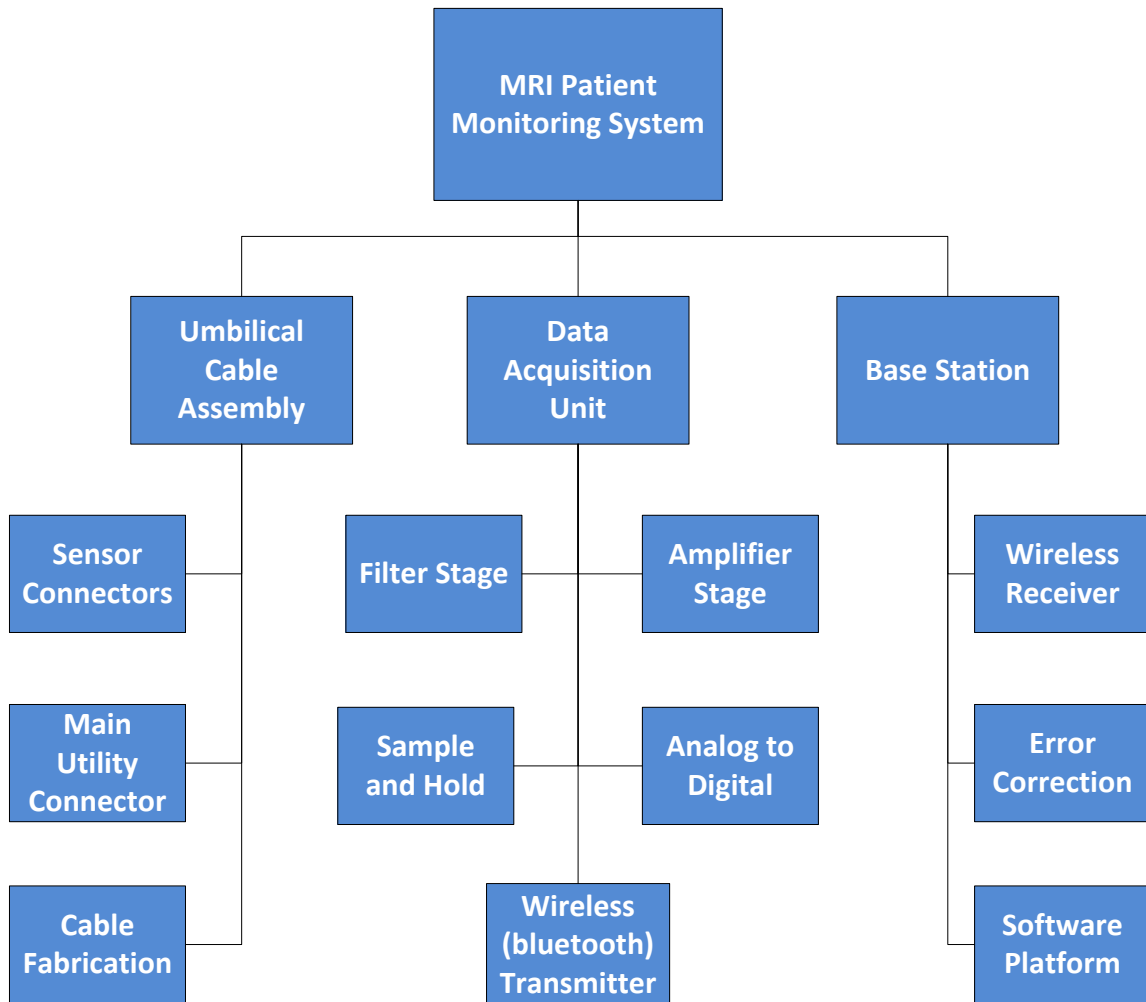 MRI Patient
Monitoring System
Umbilical
Cable
Assembly
Data
Acquisition
Unit
Base Station
Sensor
Connectors
Filter Stage
Amplifier
Stage
Wireless
Receiver
Main
Utility
Connector
Sample
and Hold
Analog to
Digital
Error
Correction
Cable
Fabrication
Wireless
(bluetooth)
Transmitter
Software
Platform